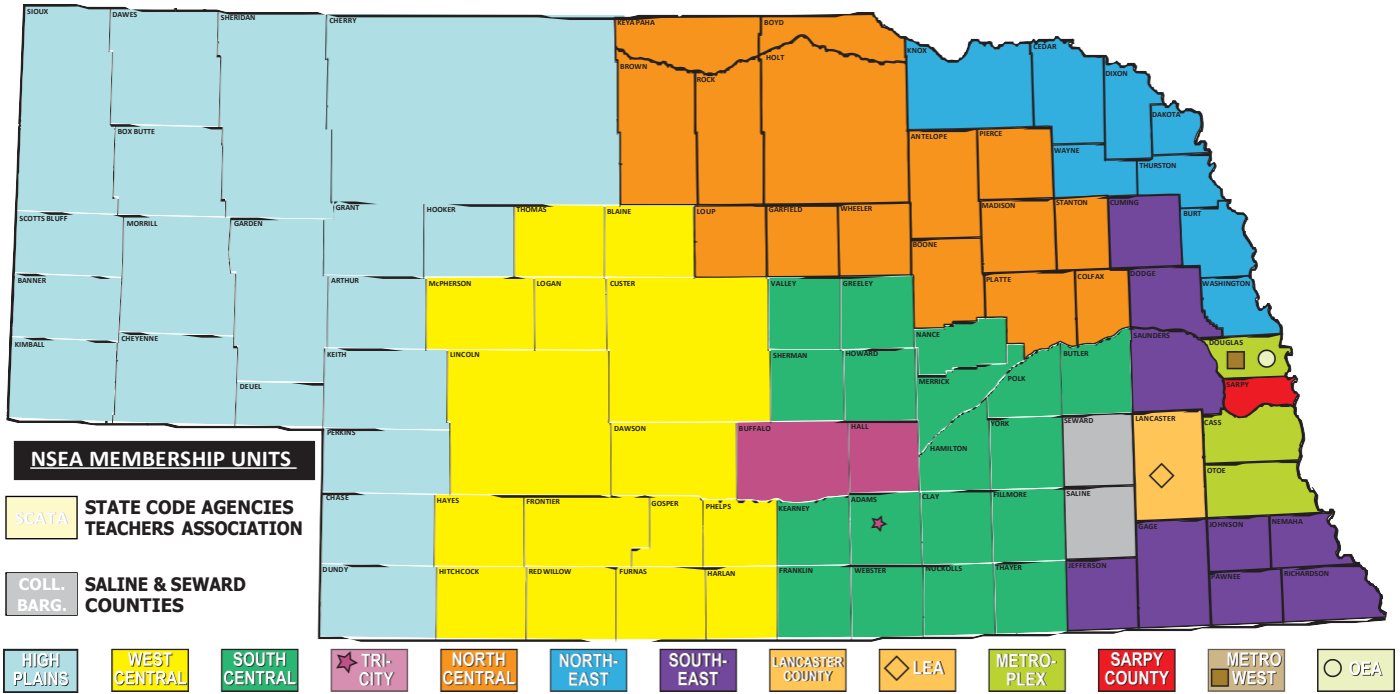 SIOUX DAWES SHERIDAN CHERRY KEYA PAHA BOYD
KNOX CEDAR
BROWN ROCK HOLT DIXON
DAKOTA
BOX BUTTE ANTELOPE PIERCE WAYNE
THURSTON
SCOTTS BLUFF MORRILL GARDEN GRANT HOOKER THOMAS BLAINE LOUP GARFIELD WHEELER MADISON STANTON CUMING BURT
BOONE
BANNER ARTHUR McPHERSON LOGAN CUSTER VALLEY GREELEY PLATTE COLFAX DODGE WASHINGTON
KIMBALL CHEYENNE NANCE SAUNDERS DOUGLAS
KEITH LINCOLN SHERMAN HOWARD BUTLER
DEUEL MERRICK POLK SARPY
PERKINS DAWSON BUFFALO HALL YORK SEWARD LANCASTER CASS
HAMILTON
NSEA MEMBERSHIP UNITS
OTOE
CHASE HAYES FRONTIER GOSPER PHELPS KEARNEY ADAMS CLAY FILLMORE SALINE
SCATA STATE CODE AGENCIES
TEACHERS ASSOCIATION
GAGE JOHNSON NEMAHA
DUNDY HITCHCOCK RED WILLOW FURNAS HARLAN FRANKLIN WEBSTER NUCKOLLS THAYER JEFFERSON PAWNEE RICHARDSON
COLL.
BARG.
SALINE & SEWARD
COUNTIES
HIGH
PLAINS
WEST
CENTRAL
SOUTH
CENTRAL
TRI-
CITY
NORTH
CENTRAL
NORTH-
EAST
SOUTH-
EAST
LANCASTER
COUNTY
LEA
METRO-
PLEX
SARPY
COUNTY
METRO
WEST
OEA